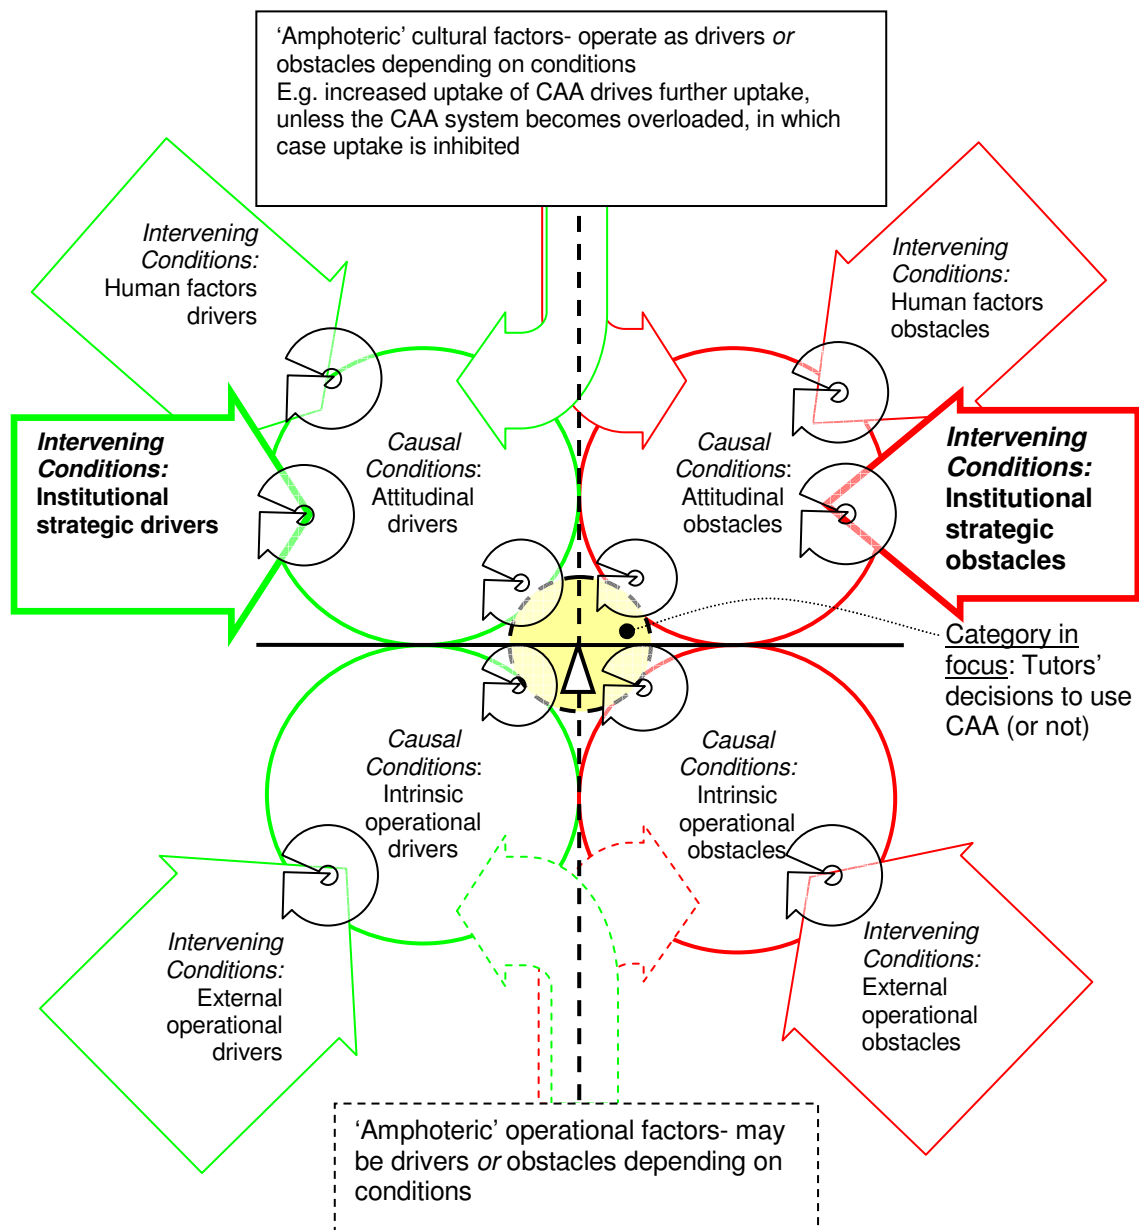 ‘Amphoteric’ cultural factors- operate as drivers or
obstacles depending on conditions
E.g. increased uptake of CAA drives further uptake,
unless the CAA system becomes overloaded, in which
case uptake is inhibited
Intervening
Conditions:
Human factors
drivers
Intervening
Conditions:
Human factors
obstacles
Intervening
Conditions:
Institutional
strategic drivers
Causal
Conditions:
Attitudinal
drivers
Causal
Conditions:
Attitudinal
obstacles
Intervening
Conditions:
Institutional
strategic
obstacles
Category in
focus: Tutors’
decisions to use
CAA (or not)
Causal
Conditions:
Intrinsic
operational
drivers
Causal
Conditions:
Intrinsic
operational
obstacles
Intervening
Conditions:
External
operational
drivers
Intervening
Conditions:
External
operational
obstacles
‘Amphoteric’ operational factors- may
be drivers or obstacles depending on
conditions